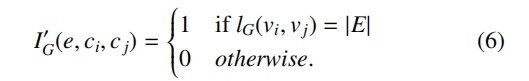 I′_G(e, c_i, c_j) = { 1 if l_G(v_i, v_j) = |E|
0 otherwise. (6)